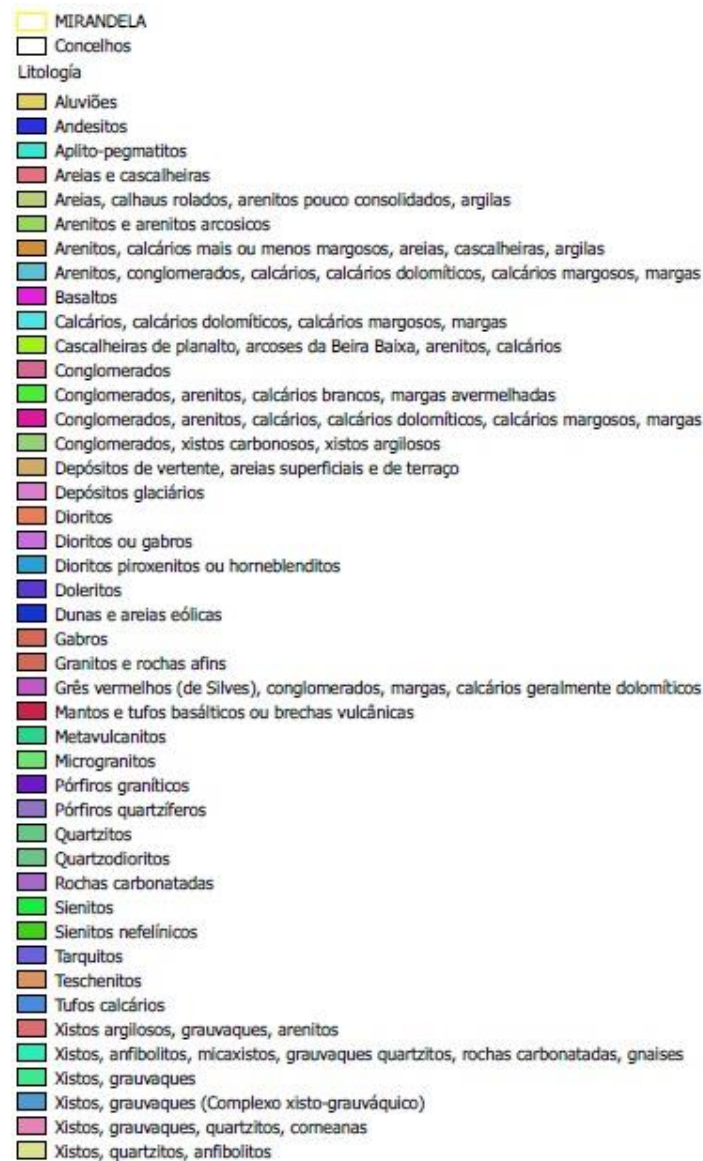 MIRANDELA
Concelhos
Litología
Aluviões
Andesitos
Aplito-pegmatitos
Areias e cascalheiras
Areias, calhaus rolados, arenitos pouco consolidados, argilas
Arenitos e arenitos arcosicos
Arenitos, calcários mais ou menos margosos, areias, cascalheiras, argilas
Arenitos, conglomerados, calcários, calcários dolomíticos, calcários margosos, margas
Basaltos
Calcários, calcários dolomíticos, calcários margosos, margas
Cascalheiras de planalto, arcoses da Beira Baixa, arenitos, calcários
Conglomerados
Conglomerados, arenitos, calcários brancos, margas avermelhadas
Conglomerados, arenitos, calcários, calcários dolomíticos, calcários margosos, margas
Conglomerados, xistos carbonosos, xistos argilosos
Depósitos de vertente, areias superficiais e de terraço
Depósitos glaciários
Dioritos
Dioritos ou gabros
Dioritos piroxenitos ou horneblenditos
Doleritos
Dunas e areias eólicas
Gabros
Granitos e rochas afins
Grês vermelhos (de Silves), conglomerados, margas, calcários geralmente dolomíticos
Mantos e tufos basálticos ou brechas vulcânicas
Metavulcanitos
Microgranitos
Pórfiros graníticos
Pórfiros quartzíferos
Quartzitos
Quartzodioritos
Rochas carbonatadas
Sienitos
Sienitos nefelínicos
Tarquitos
Teschenitos
Tufos calcários
Xistos argilosos, grauvaques, arenitos
Xistos, anfibolitos, micaxistos, grauvaques quartzitos, rochas carbonatadas, gnaises
Xistos, grauvaques
Xistos, grauvaques (Complexo xisto-grauváquico)
Xistos, grauvaques, quartzitos, corneanas
Xistos, quartzitos, anfibolitos